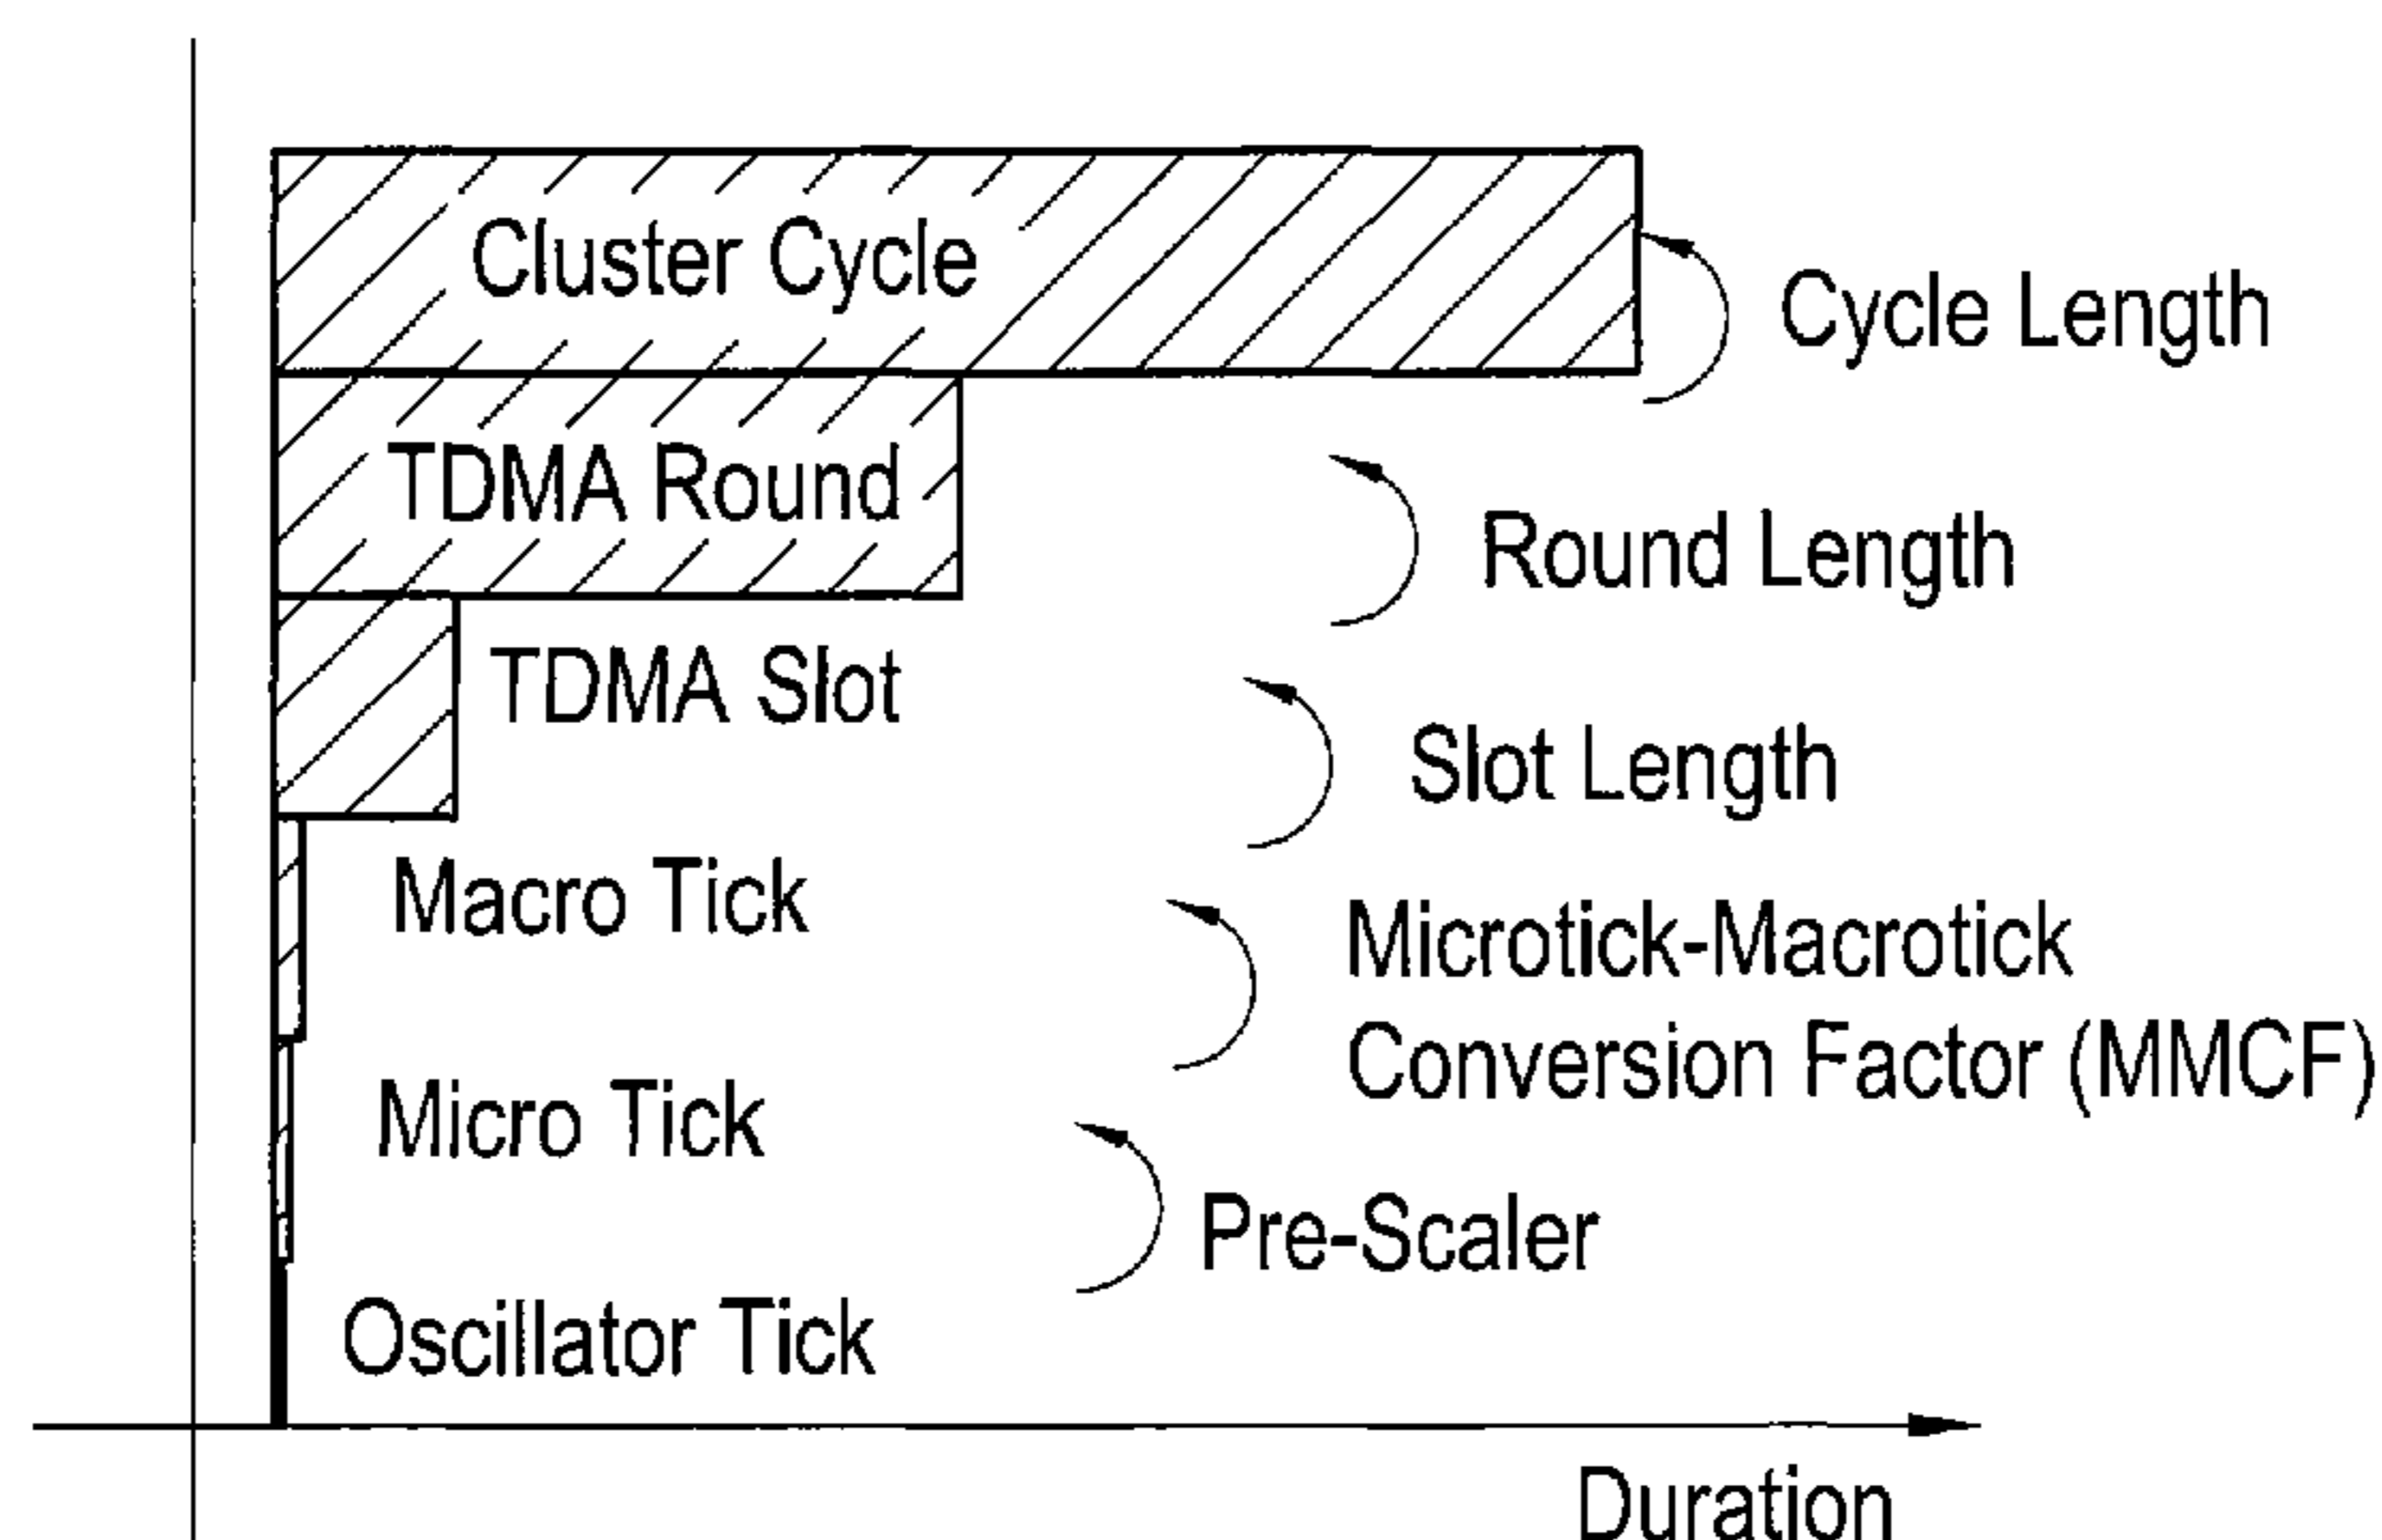 Cluster Cycle
Cycle Length
TDMA Round
Round Length
TDMA Slot
Slot Length
Macro Tick
Microtick-Macrotick
Conversion Factor (MMCF)
Micro Tick
Pre-Scaler
Oscillator Tick
Duration